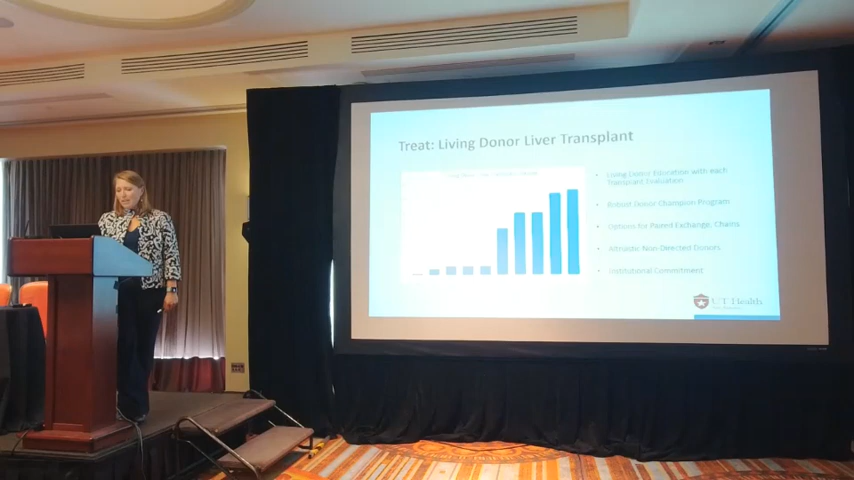 Treat: Living Donor Liver Transplant
• Living Donor Education with each
Transplant Evaluation
• Robust Donor Champion Program
• Options for Paired Exchange, Chains
• Altruistic Non-Directed Donors
• Institutional Commitment
UT Health